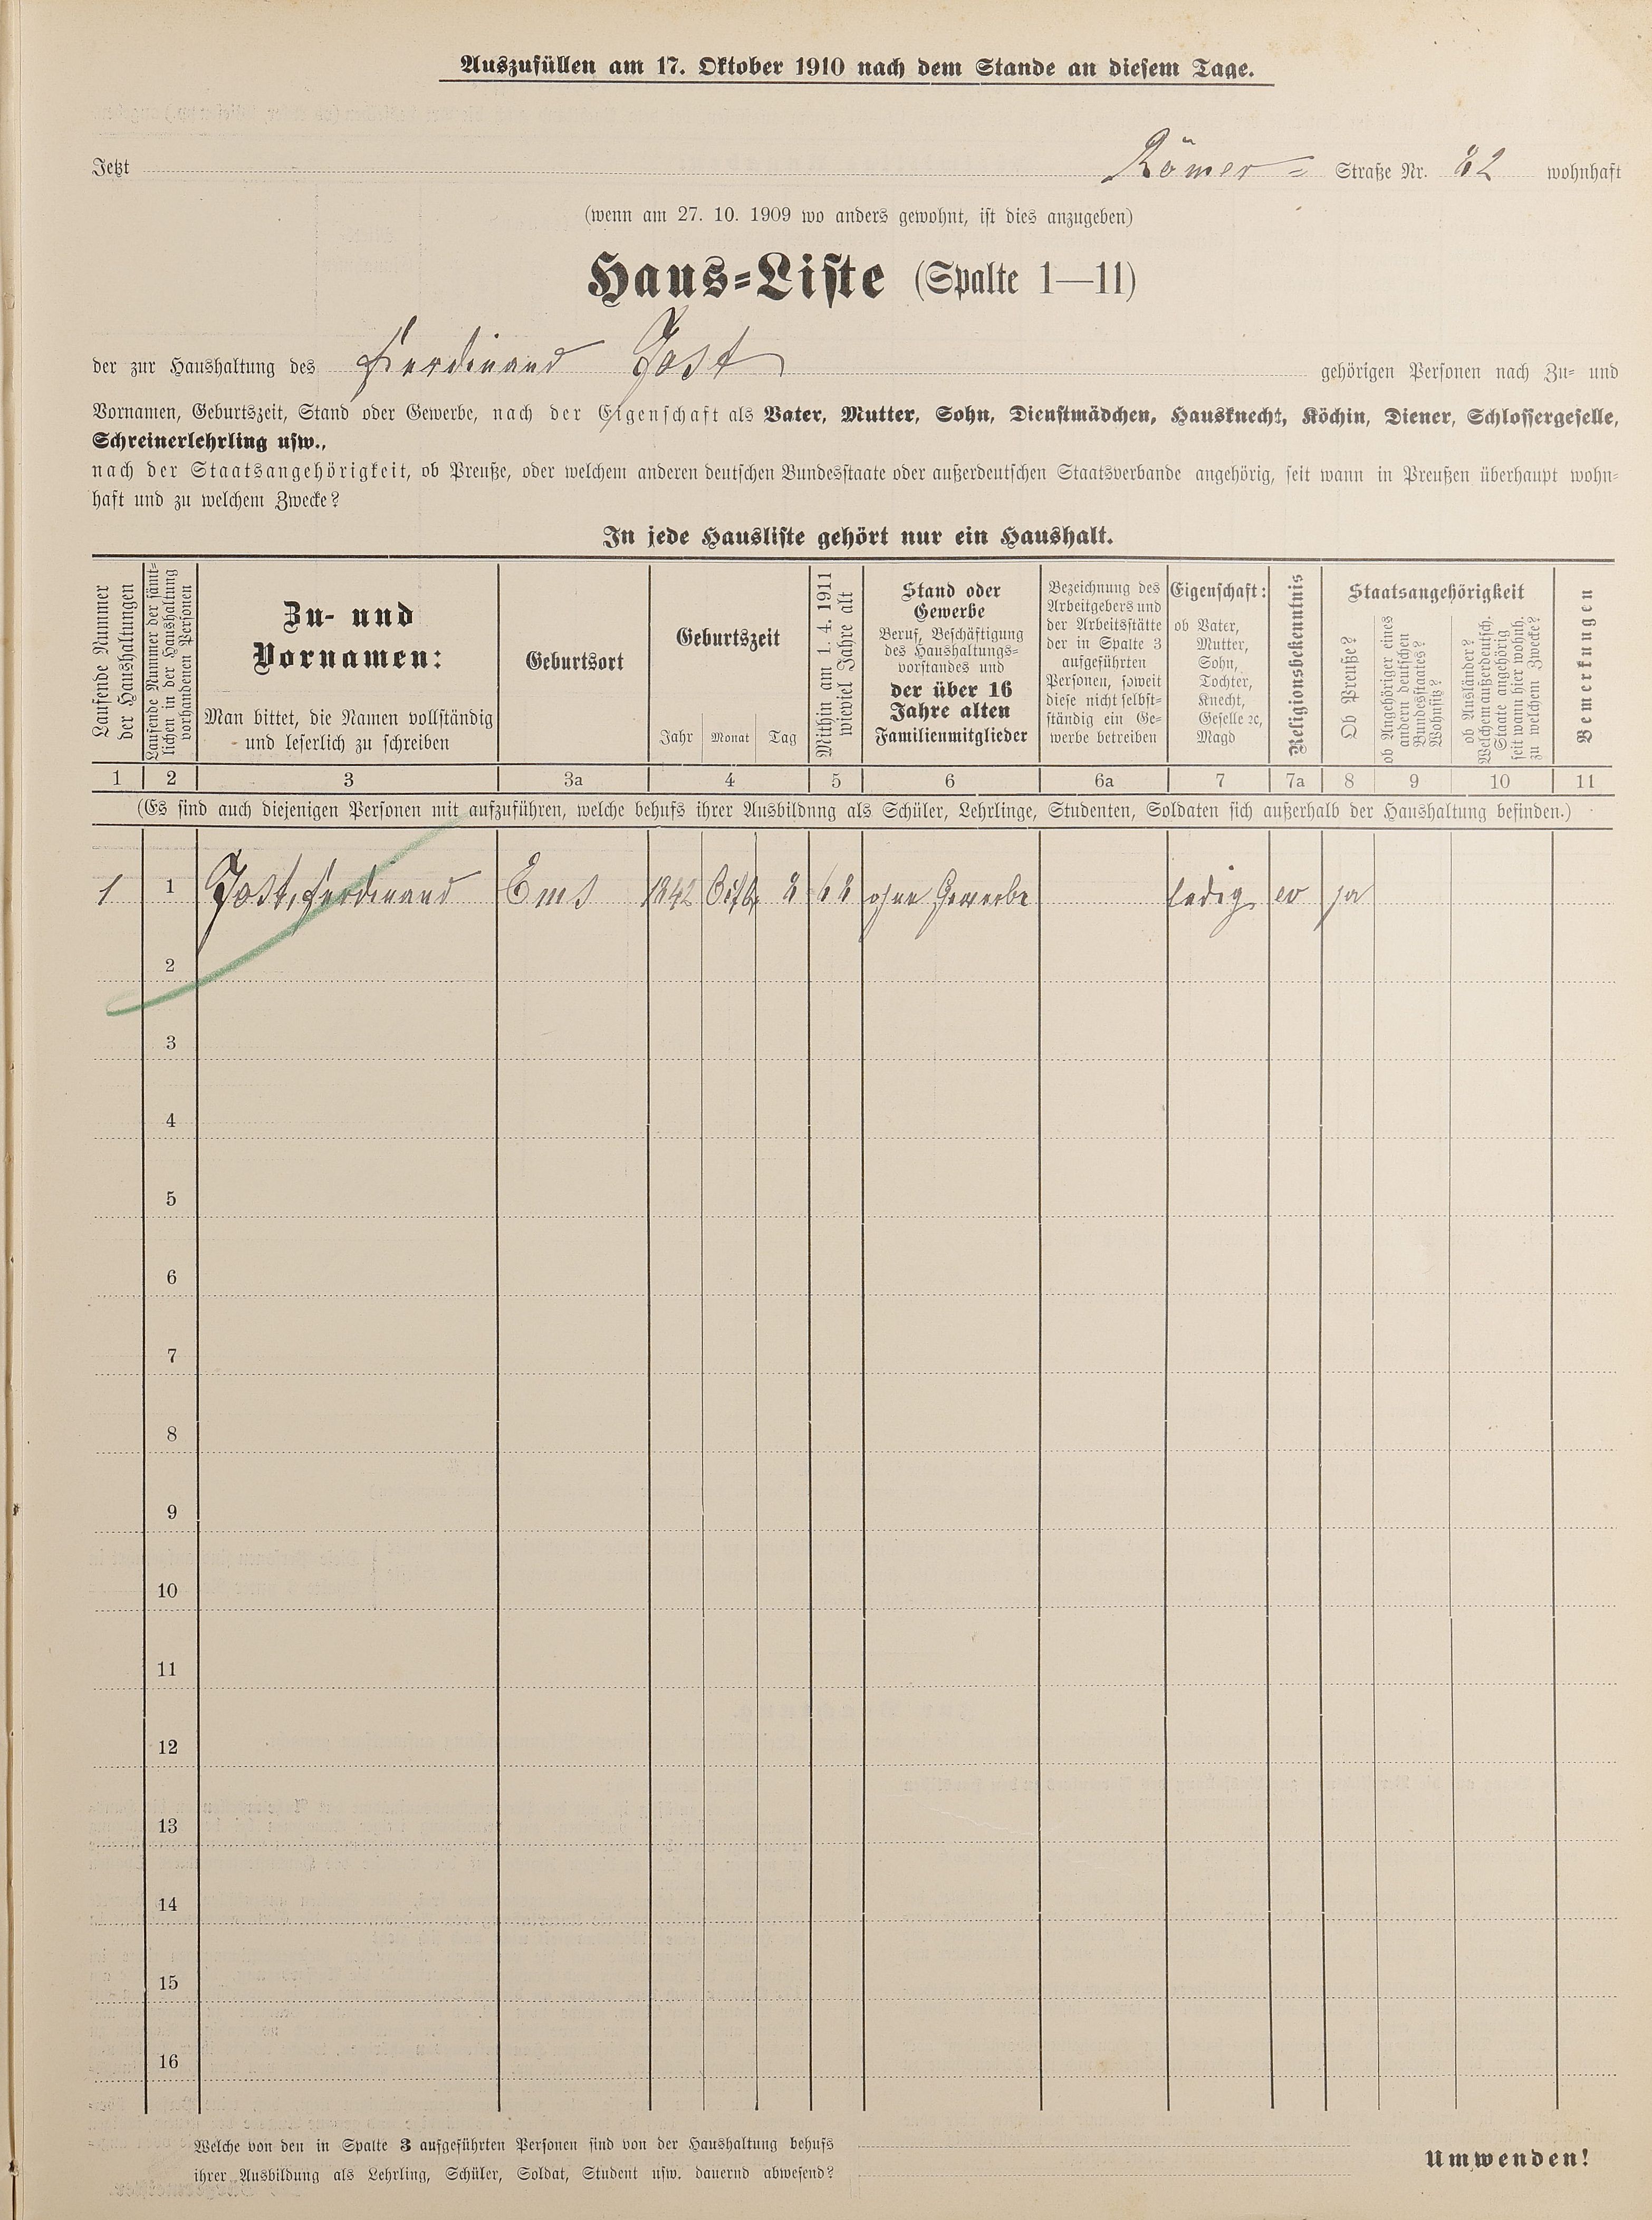 Auszufüllen am 17. Oktober 1910 nach dem Stande an diesem Tage.
Jetzt Römer= Straße Nr. 82 wohnhaft
(wenn am 27. 10. 1909 wo anders gewohnt, ist dies anzugeben)
Haus=Liste (Spalte 1—11)
der zur Haushaltung des Ferdinand Jost gehörigen Personen nach Zu= und
Vornamen, Geburtszeit, Stand oder Gewerbe, nach der Eigenschaft als Vater, Mutter, Sohn, Dienstmädchen, Hausknecht, Köchin, Diener, Schlossergeselle,
Schreinerlehrling usw.,
nach der Staatsangehörigkeit, ob Preuße, oder welchem anderen deutschen Bundesstaate oder außerdeutschen Staatsverbande angehörig, seit wann in Preußen überhaupt wohn=
haft und zu welchem Zwecke?
In jede Hausliste gehört nur ein Haushalt.
Laufende Nummer
der Haushaltungen
Laufende Nummer der sämt=
lichen in der Haushaltung
vorhandenen Personen
Zu- und
Vornamen:
Man bittet, die Namen vollständig
und leserlich zu schreiben
Geburtsort
Geburtszeit
Jahr Monat Tag
Mithin am 1. 4. 1911
wieviel Jahre alt
Stand oder
Gewerbe
Beruf, Beschäftigung
des Haushaltungs=
vorstandes und
der über 16
Jahre alten
Familienmitglieder
Bezeichnung des
Arbeitgebers und
der Arbeitsstätte
der in Spalte 3
aufgeführten
Personen, soweit
diese nicht selbst=
ständig ein Ge=
werbe betreiben
Eigenschaft:
ob Vater,
Mutter,
Sohn,
Tochter,
Knecht,
Geselle ꝛc,
Magd
Religionsbekenntnis
Staatsangehörigkeit
Ob Preuße?
ob Angehöriger eines
andern deutschen
Bundesstaates?
Wohnsitz?
ob Ausländer?
Welchem außerdeutsch.
Staate angehörig
seit wann hier wohnh.
zu welchem Zwecke?
Bemerkungen
1 2 3 3a 4 5 6 6a 7 7a 8 9 10 11
(Es sind auch diejenigen Personen mit aufzuführen, welche behufs ihrer Ausbildung als Schüler, Lehrlinge, Studenten, Soldaten sich außerhalb der Haushaltung befinden.)
1 1 Jost, Ferdinand Ems 1842 8 68 ohne Gewerbe ledig ev ja
2
3
4
5
6
7
8
9
10
11
12
13
14
15
16
Welche von den in Spalte 3 aufgeführten Personen sind von der Haushaltung behufs
ihrer Ausbildung als Lehrling, Schüler, Soldat, Student usw. dauernd abwesend?
Umwenden!